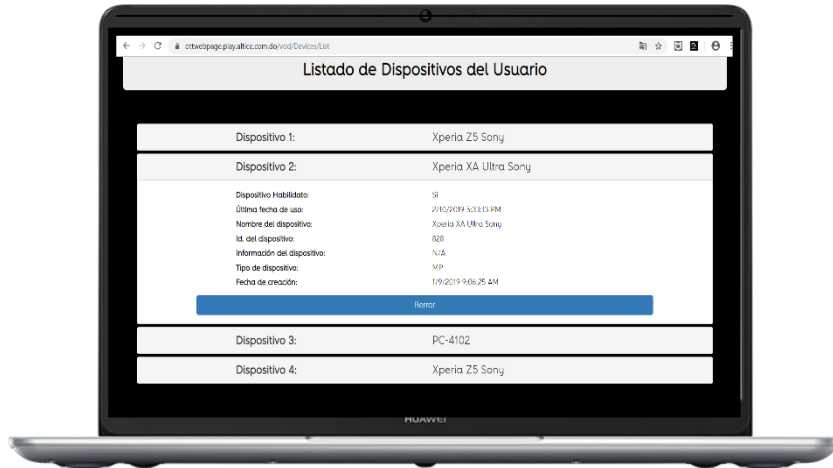 ottwebpage.play.altice.com.do/vod/Devices/List
Listado de Dispositivos del Usuario
Dispositivo 1: Xperia Z5 Sony
Dispositivo 2: Xperia XA Ultra Sony
Dispositivo Habilidato: Si
Última fecha de uso: 2/10/2019 5:33:13 PM
Nombre del dispositivo: Xperia XA Ultra Sony
Id. del dispositivo: 828
Información del dispositivo: N/A
Tipo de dispositivo: MP
Fecha de creación: 1/9/2019 9:06:25 AM
Borrar
Dispositivo 3: PC-4102
Dispositivo 4: Xperia Z5 Sony
HUAWEI